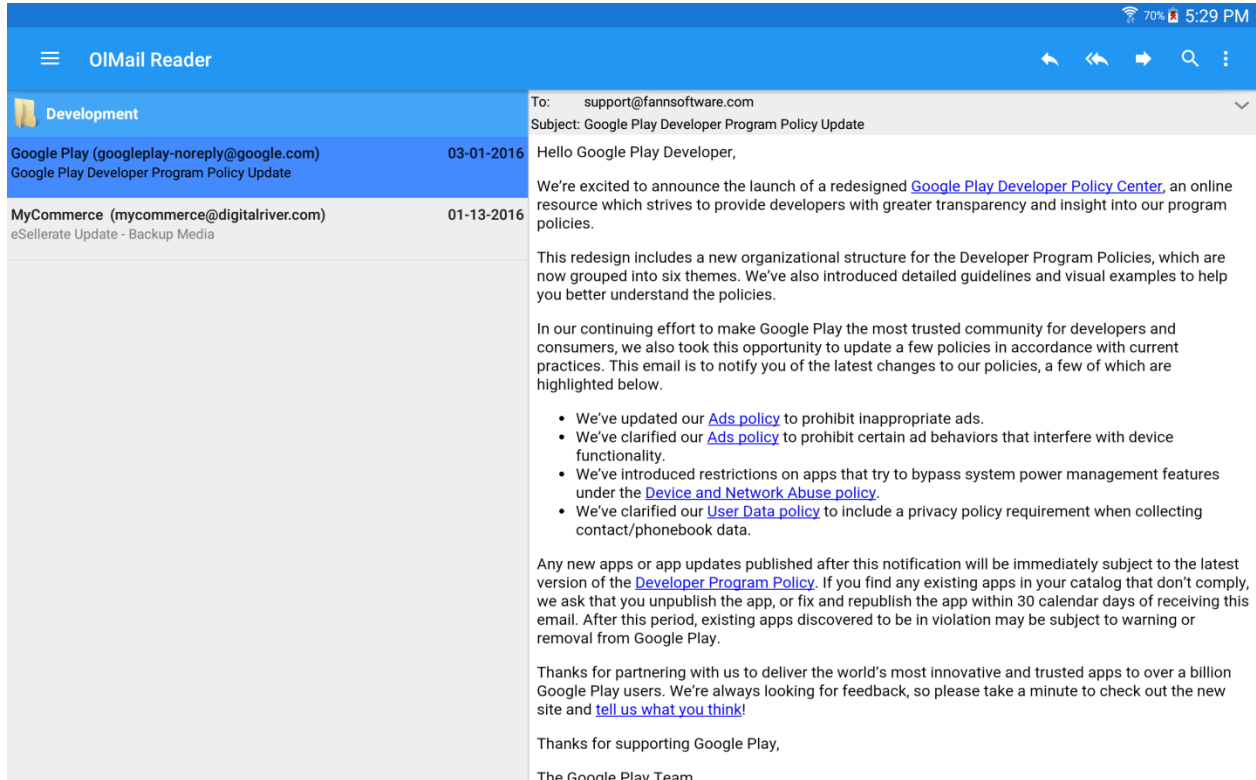 70% 5:29 PM
OlMail Reader
Development
Google Play (googleplay-noreply@google.com) 03-01-2016
Google Play Developer Program Policy Update
MyCommerce (mycommerce@digitalriver.com) 01-13-2016
eSellerate Update - Backup Media
To: support@fannsoftware.com
Subject: Google Play Developer Program Policy Update
Hello Google Play Developer,
We’re excited to announce the launch of a redesigned Google Play Developer Policy Center, an online
resource which strives to provide developers with greater transparency and insight into our program
policies.
This redesign includes a new organizational structure for the Developer Program Policies, which are
now grouped into six themes. We’ve also introduced detailed guidelines and visual examples to help
you better understand the policies.
In our continuing effort to make Google Play the most trusted community for developers and
consumers, we also took this opportunity to update a few policies in accordance with current
practices. This email is to notify you of the latest changes to our policies, a few of which are
highlighted below.
• We’ve updated our Ads policy to prohibit inappropriate ads.
• We’ve clarified our Ads policy to prohibit certain ad behaviors that interfere with device
functionality.
• We’ve introduced restrictions on apps that try to bypass system power management features
under the Device and Network Abuse policy.
• We’ve clarified our User Data policy to include a privacy policy requirement when collecting
contact/phonebook data.
Any new apps or app updates published after this notification will be immediately subject to the latest
version of the Developer Program Policy. If you find any existing apps in your catalog that don’t comply,
we ask that you unpublish the app, or fix and republish the app within 30 calendar days of receiving this
email. After this period, existing apps discovered to be in violation may be subject to warning or
removal from Google Play.
Thanks for partnering with us to deliver the world’s most innovative and trusted apps to over a billion
Google Play users. We’re always looking for feedback, so please take a minute to check out the new
site and tell us what you think!
Thanks for supporting Google Play,
The Google Play Team